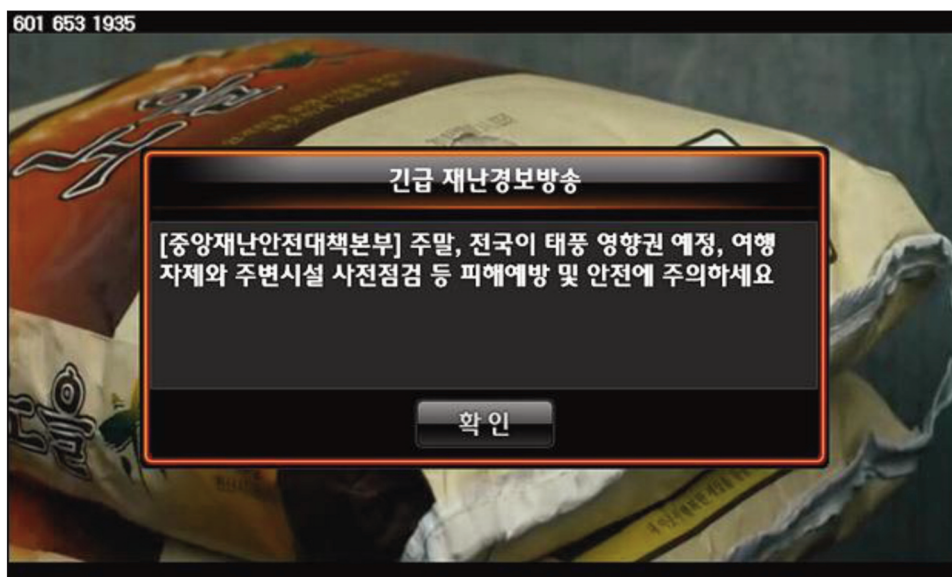 601 653 1935
긴급 재난경보방송
[중앙재난안전대책본부] 주말, 전국이 태풍 영향권 예정, 여행
자제와 주변시설 사전점검 등 피해예방 및 안전에 주의하세요
확인